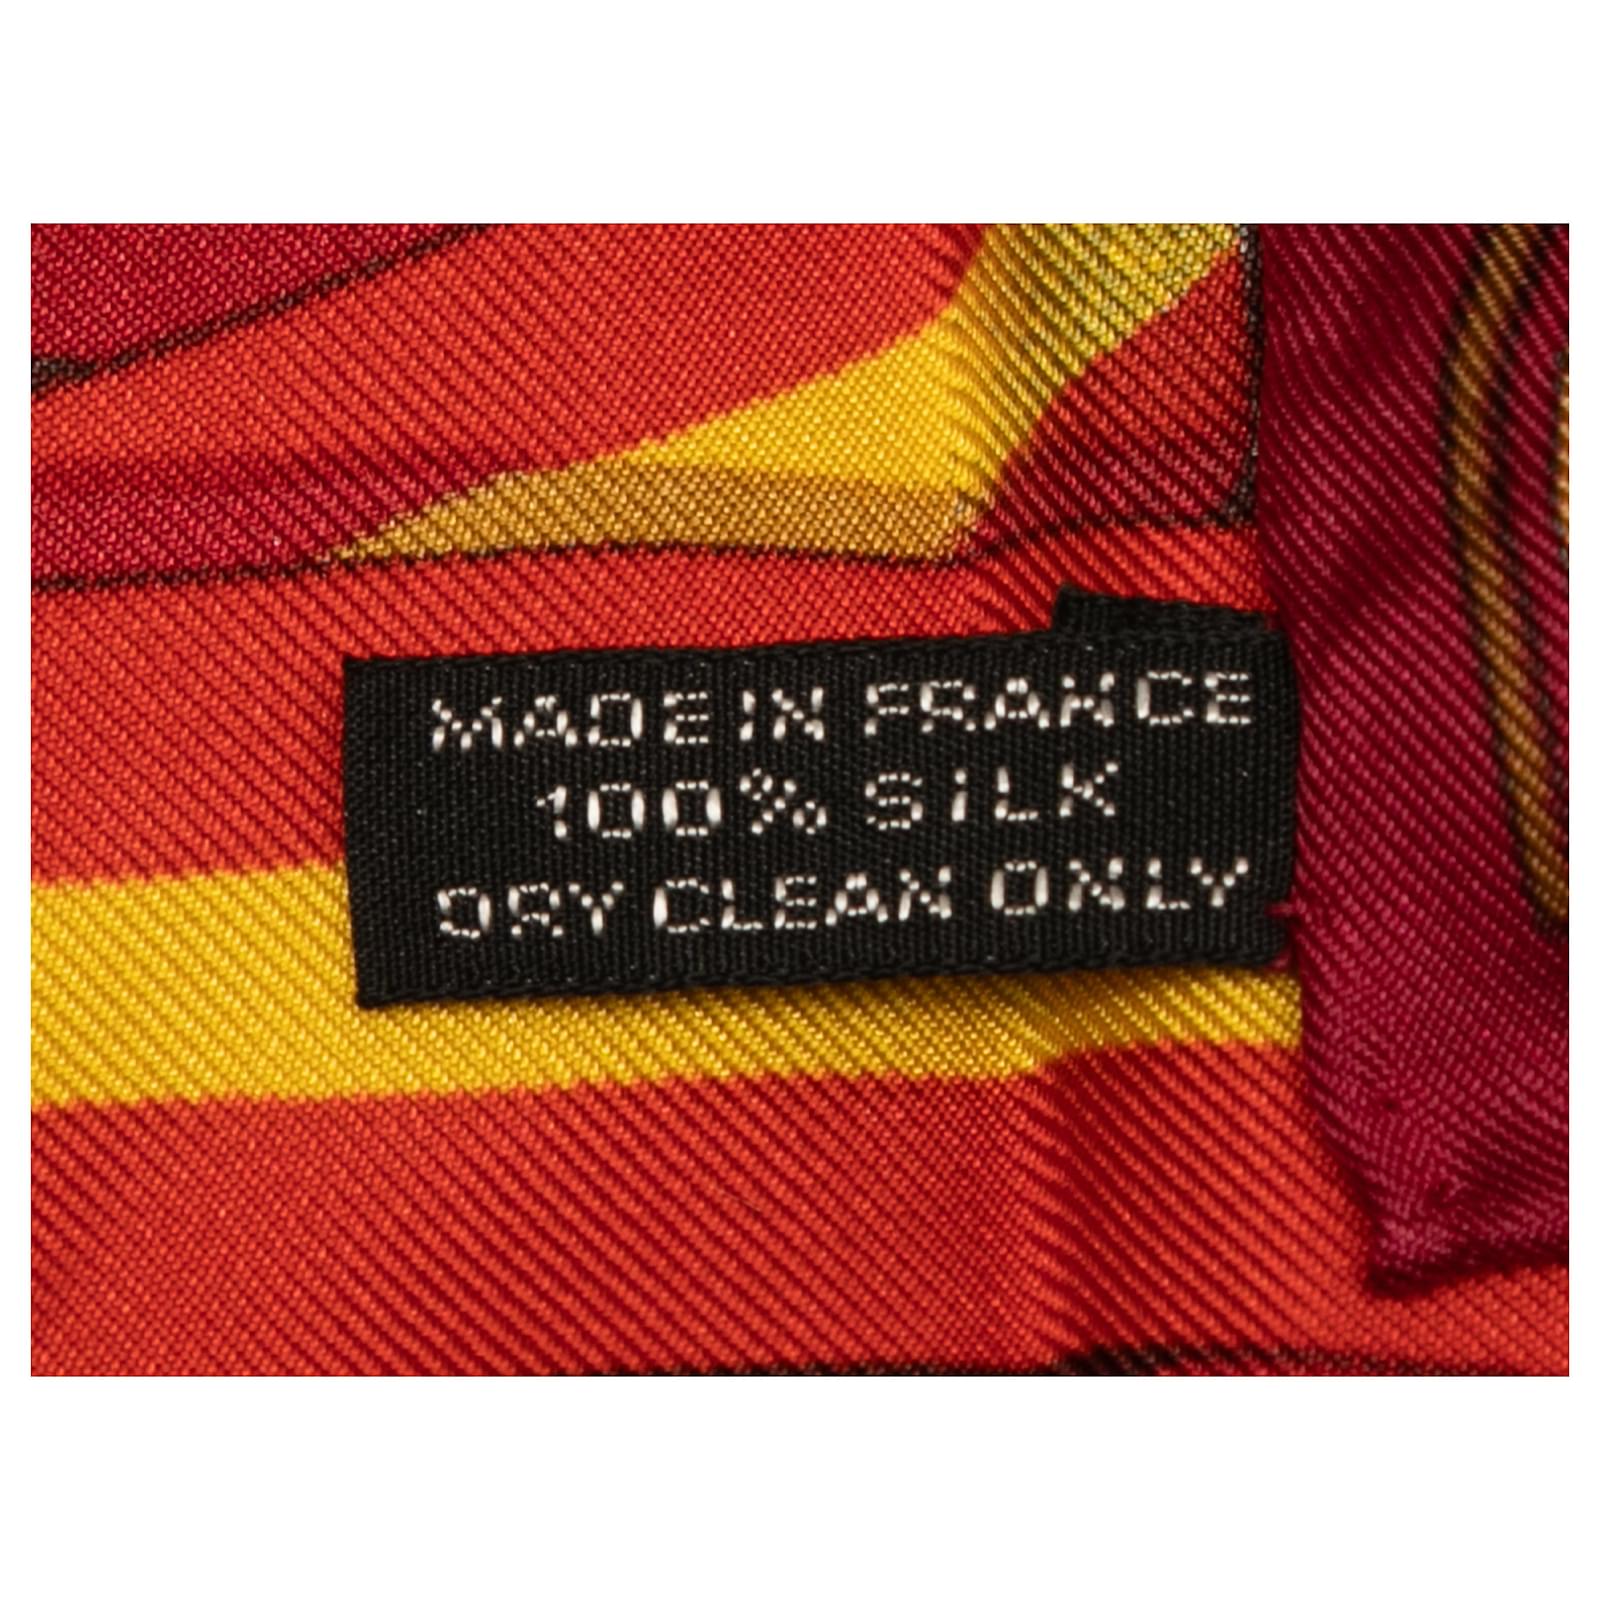 MADE IN FRANCE
100% SiLK
DRY CLEAN ONLY